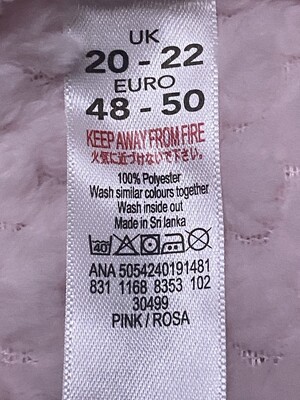 UK
20 - 22
EURO
48 - 50
KEEP AWAY FROM FIRE
火気に近づけないで下さい。
100% Polyester
Wash similar colours together
Wash inside out
Made in Sri lanka
40°
ANA 5054240191481
831 1168 8353 102
30499
PINK / ROSA